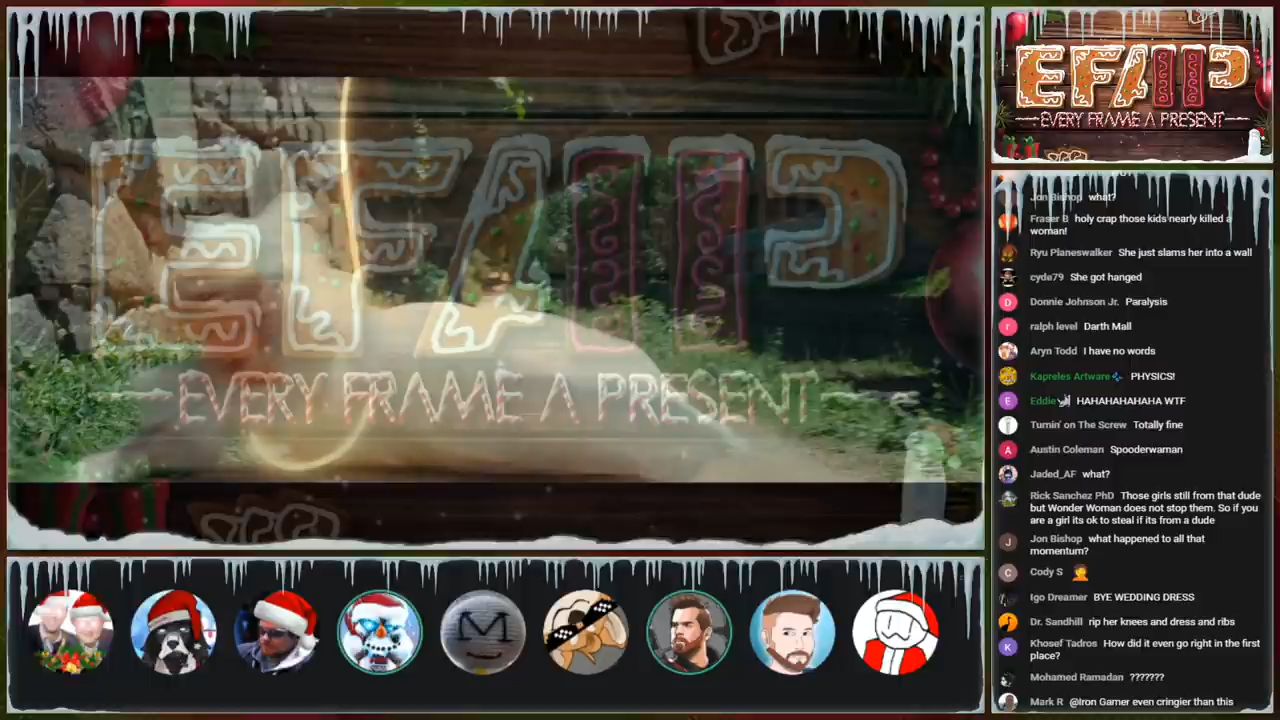 EFAP
EVERY FRAME A PRESENT
EFAP
EVERY FRAME A PRESENT
Jon Bishop what?
Fraser B holy crap those kids nearly killed a
woman!
Ryu Planeswalker She just slams her into a wall
cyde79 She got hanged
D Donnie Johnson Jr. Paralysis
r ralph level Darth Mall
Aryn Todd I have no words
Kapreles Artware PHYSICS!
E Eddie HAHAHAHAHAHA WTF
Turnin' on The Screw Totally fine
A Austin Coleman Spooderwaman
Jaded_AF what?
Rick Sanchez PhD Those girls still from that dude
but Wonder Woman does not stop them. So if you
are a girl its ok to steal if its from a dude
J Jon Bishop what happened to all that
momentum?
C Cody S 🤦
Igo Dreamer BYE WEDDING DRESS
Dr. Sandhill rip her knees and dress and ribs
K Khosef Tadros How did it even go right in the first
place?
Mohamed Ramadan ???????
Mark R @Iron Gamer even cringier than this
M